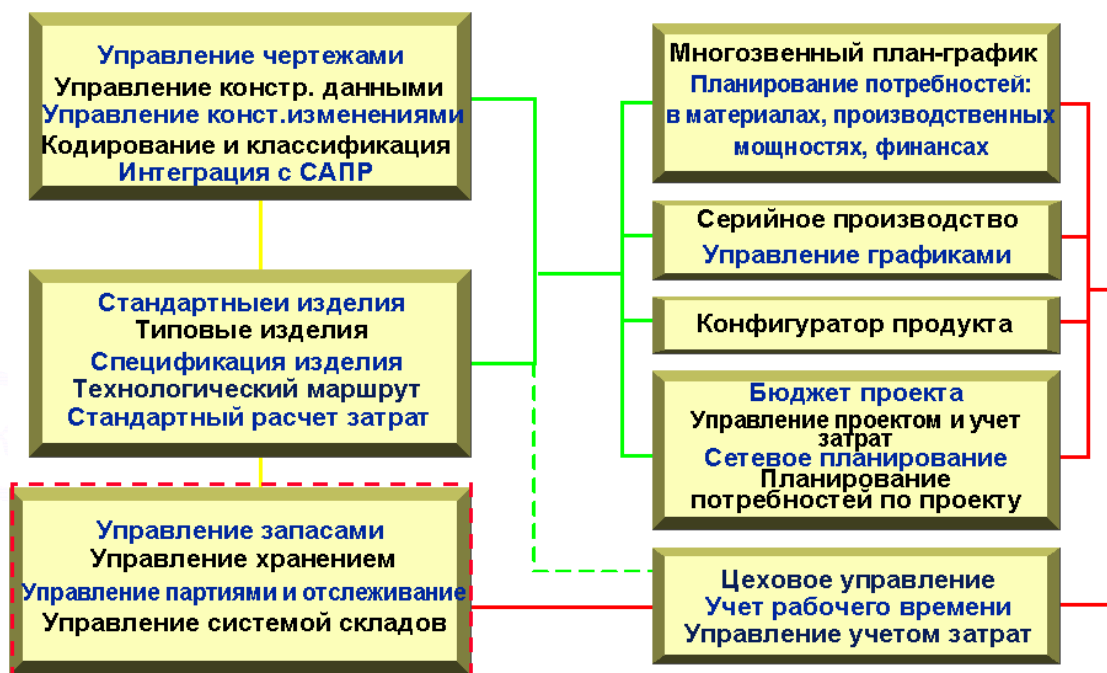 Управление чертежами
Управление констр. данными
Управление конст.изменениями
Кодирование и классификация
Интеграция с САПР
Стандартныеи изделия
Типовые изделия
Спецификация изделия
Технологический маршрут
Стандартный расчет затрат
Управление запасами
Управление хранением
Управление партиями и отслеживание
Управление системой складов
Многозвенный план-график
Планирование потребностей:
в материалах, производственных
мощностях, финансах
Серийное производство
Управление графиками
Конфигуратор продукта
Бюджет проекта
Управление проектом и учет
затрат
Сетевое планирование
Планирование
потребностей по проекту
Цеховое управление
Учет рабочего времени
Управление учетом затрат